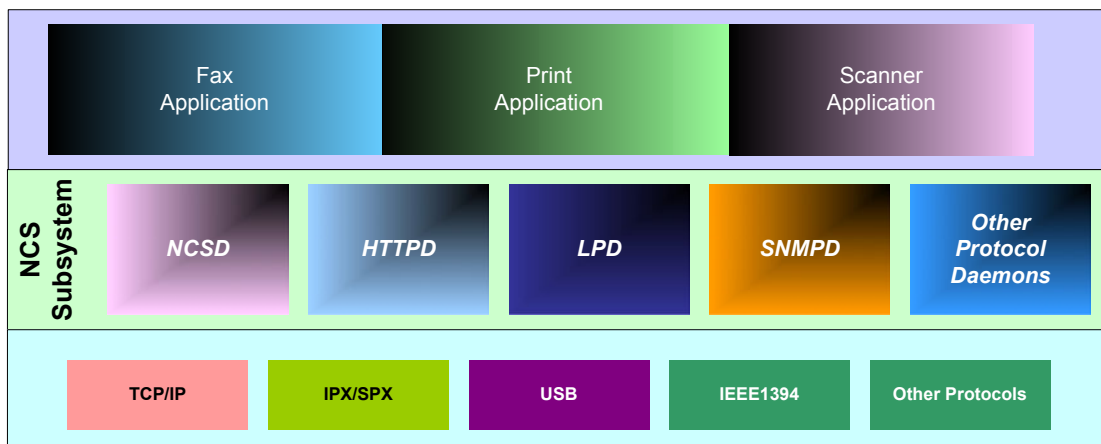 Fax
Application
Print
Application
Scanner
Application
NCS
Subsystem
NCSD
HTTPD
LPD
SNMPD
Other
Protocol
Daemons
TCP/IP
IPX/SPX
USB
IEEE1394
Other Protocols